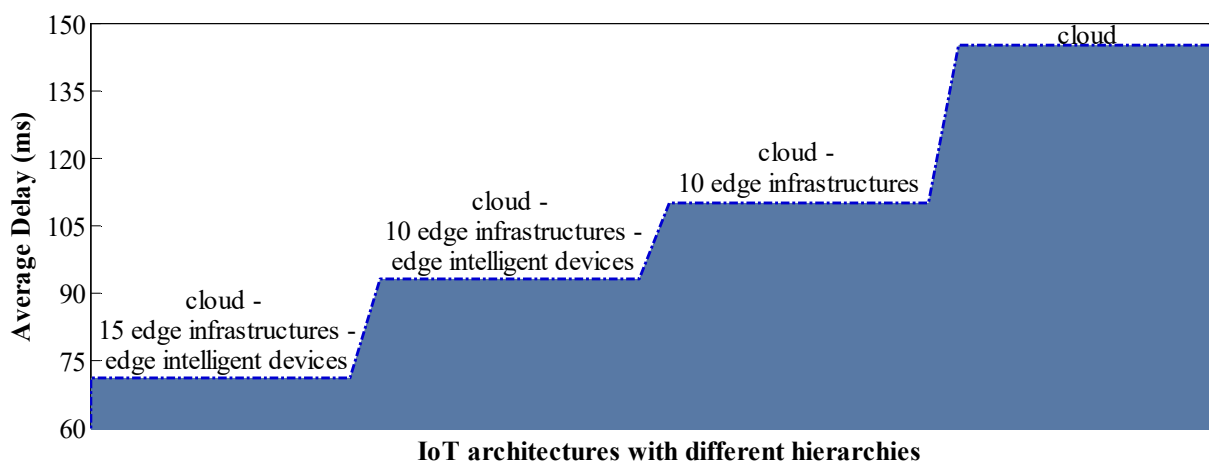 150
135
120
105
90
75
60
Average Delay (ms)
cloud -
15 edge infrastructures -
edge intelligent devices
cloud -
10 edge infrastructures -
edge intelligent devices
cloud -
10 edge infrastructures
cloud
IoT architectures with different hierarchies